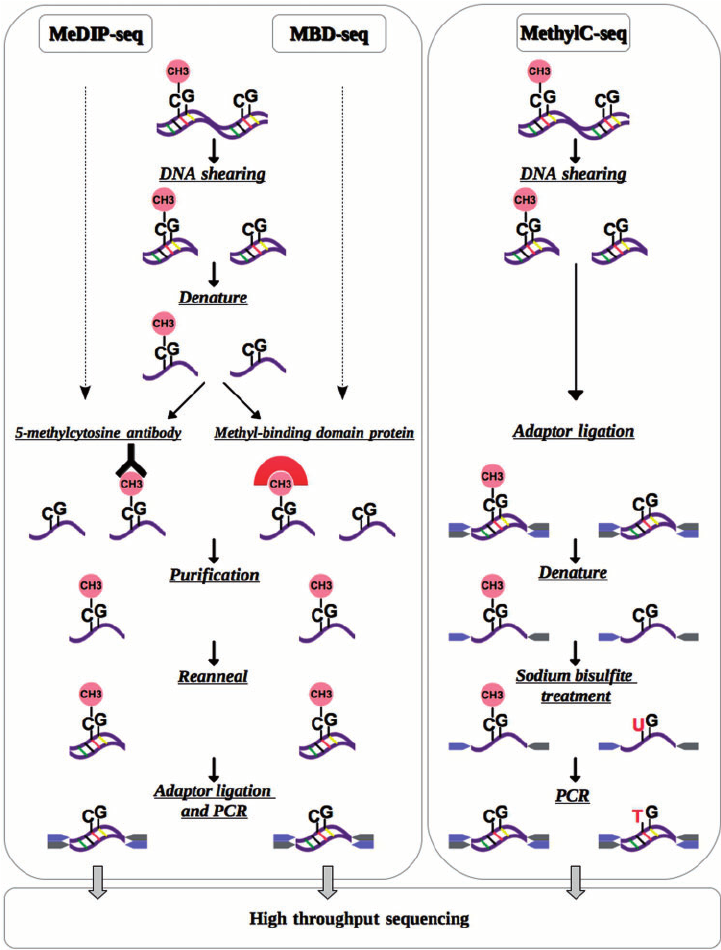 MeDIP-seq
MBD-seq
CH3
CG
CG
DNA shearing
CH3
CG
CG
Denature
CH3
CG
CG
5-methylcytosine antibody
Methyl-binding domain protein
CH3
CH3
CG
CG
CG
CG
Purification
CH3
CH3
CG
CG
Reanneal
CH3
CH3
CG
CG
Adaptor ligation
and PCR
CG
CG
MethylC-seq
CH3
CG
CG
DNA shearing
CH3
CG
CG
Adaptor ligation
CH3
CG
CG
Denature
CH3
CG
CG
Sodium bisulfite
treatment
CH3
CG
UG
PCR
CG
TG
High throughput sequencing